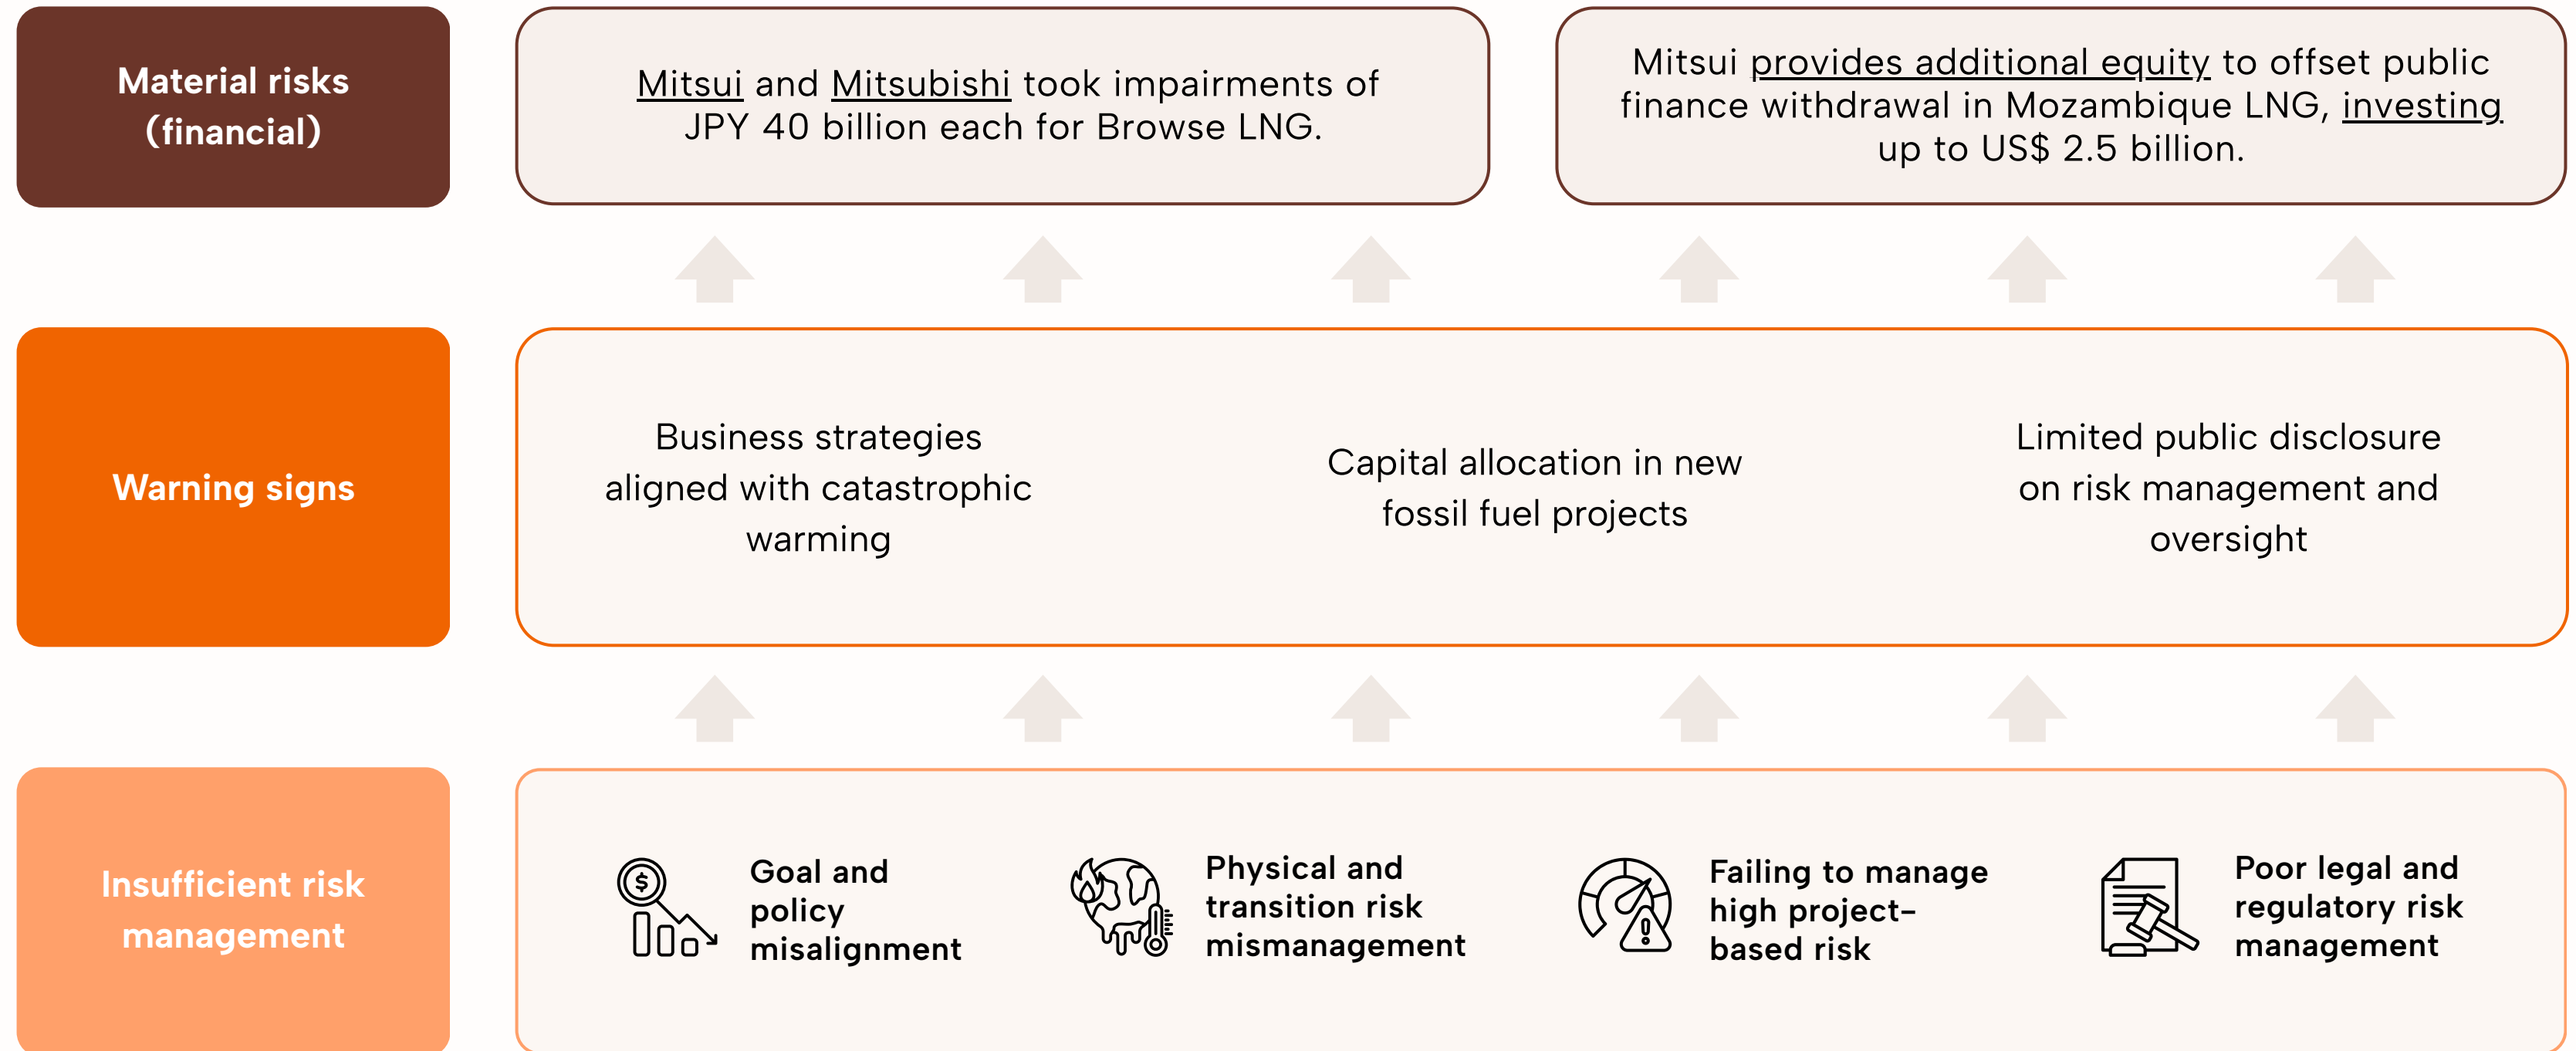 Material risks
(financial)
Mitsui and Mitsubishi took impairments of
JPY 40 billion each for Browse LNG.
Mitsui provides additional equity to offset public
finance withdrawal in Mozambique LNG, investing
up to US$ 2.5 billion.
Warning signs
Business strategies
aligned with catastrophic
warming
Capital allocation in new
fossil fuel projects
Limited public disclosure
on risk management and
oversight
Insufficient risk
management
$
Goal and
policy
misalignment
Physical and
transition risk
mismanagement
!
Failing to manage
high project-
based risk
Poor legal and
regulatory risk
management